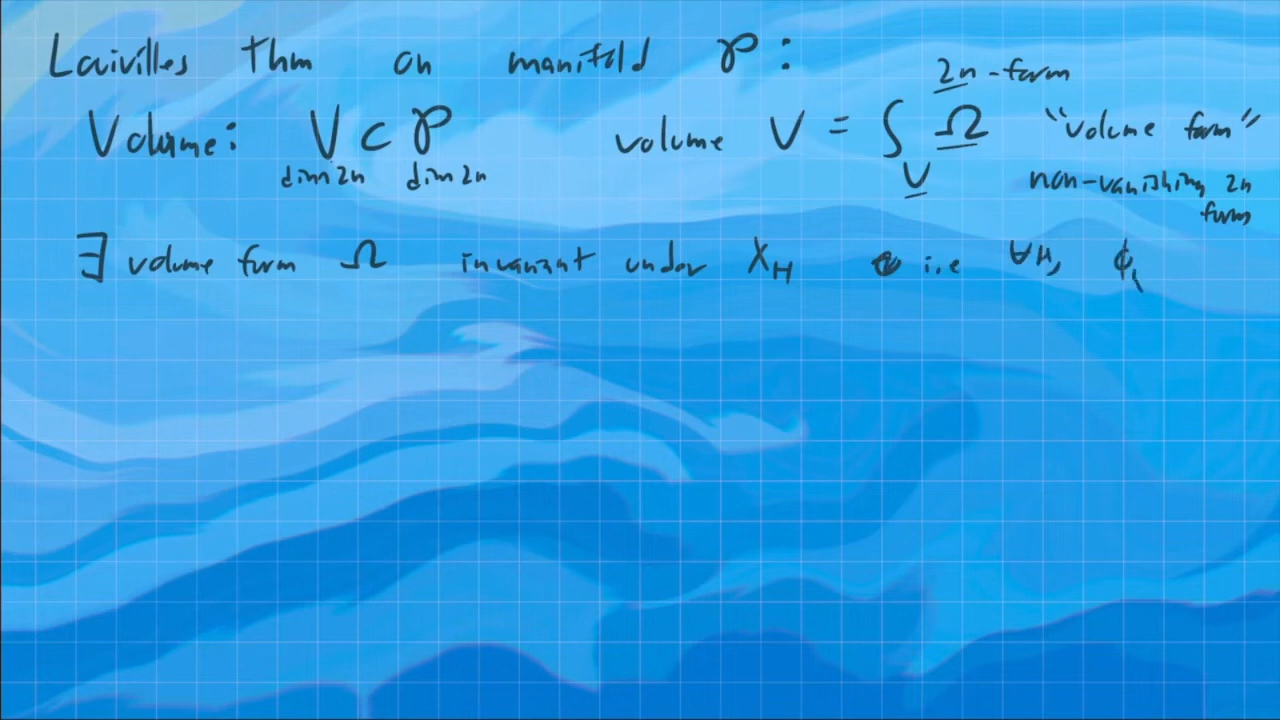 Loivilles Thm on manifold 𝒫 :
2n-form
Volume: V ⊂ 𝒫 volume V = ∫ Ω "volume form"
dim 2n dim 2n V non-vanishing 2n
form
∃ volume form Ω invariant under X_H i.e ∀H, ϕ